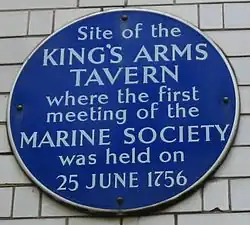 Site of the
KING'S ARMS
TAVERN
where the first
meeting of the
MARINE SOCIETY
was held on
25 JUNE 1756